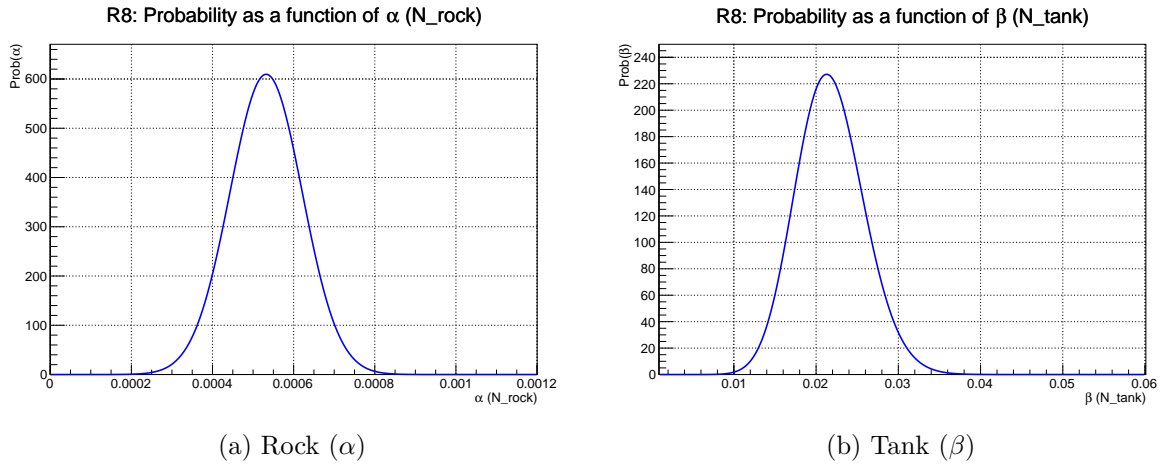 R8: Probability as a function of α (N_rock)
Prob(α)
600
500
400
300
200
100
0
0 0.0002 0.0004 0.0006 0.0008 0.001 0.0012
α (N_rock)
(a) Rock (α)
R8: Probability as a function of β (N_tank)
Prob(β)
240
220
200
180
160
140
120
100
80
60
40
20
0
0.01 0.02 0.03 0.04 0.05 0.06
β (N_tank)
(b) Tank (β)